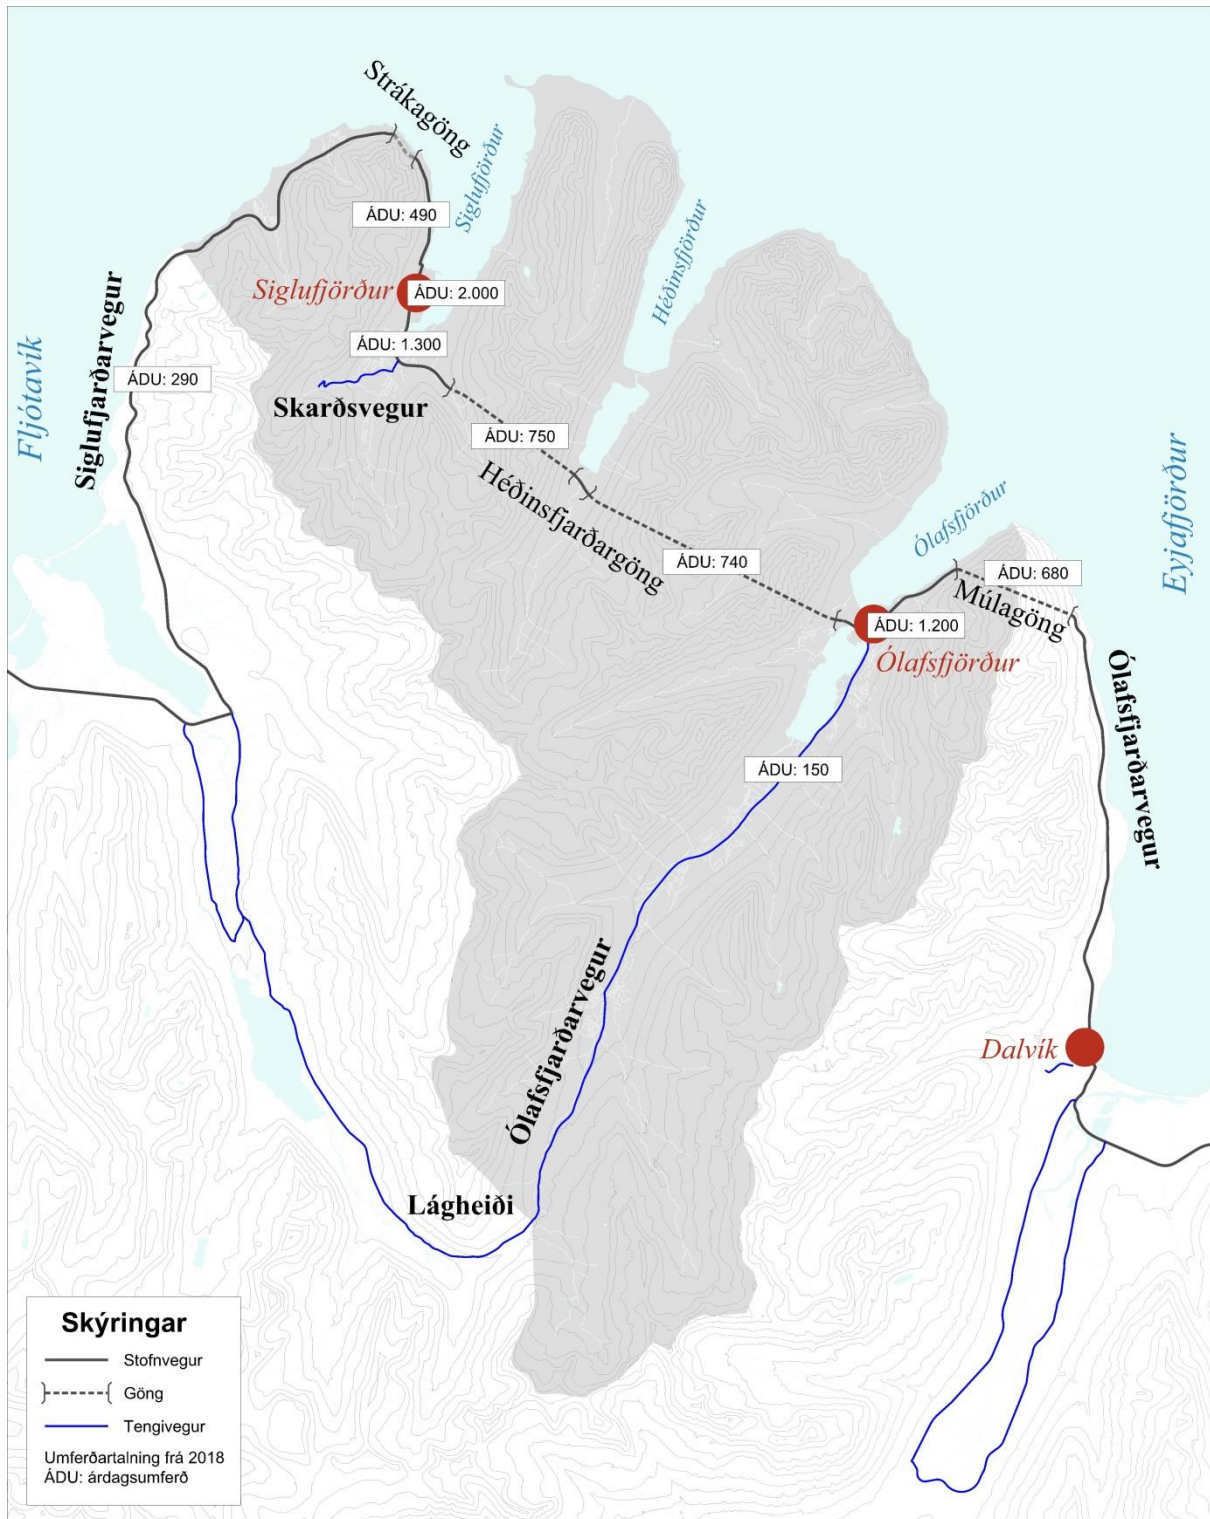 Strákagöng
Siglufjörður
ÁDU: 490
Héðinsfjörður
Siglufjörður
ÁDU: 2.000
Siglufjarðarvegur
ÁDU: 1.300
Fljótavík
ÁDU: 290
Skarðsvegur
ÁDU: 750
Héðinsfjarðargöng
Ólafsfjörður
Eyjafjörður
ÁDU: 740
ÁDU: 680
Múlagöng
ÁDU: 1.200
Ólafsfjörður
Ólafsfjarðarvegur
ÁDU: 150
Ólafsfjarðarvegur
Dalvík
Lágheiði
Skýringar
Stofnvegur
Göng
Tengivegur
Umferðartalning frá 2018
ÁDU: árdagsumferð